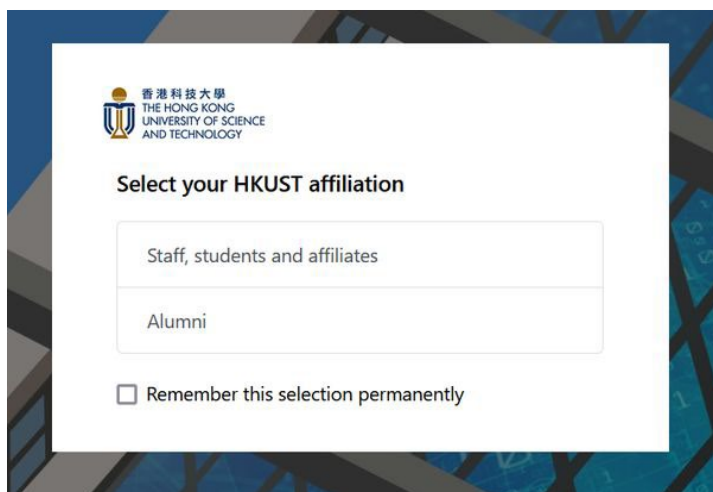 香港科技大學
THE HONG KONG
UNIVERSITY OF SCIENCE
AND TECHNOLOGY
Select your HKUST affiliation
Staff, students and affiliates
Alumni
Remember this selection permanently